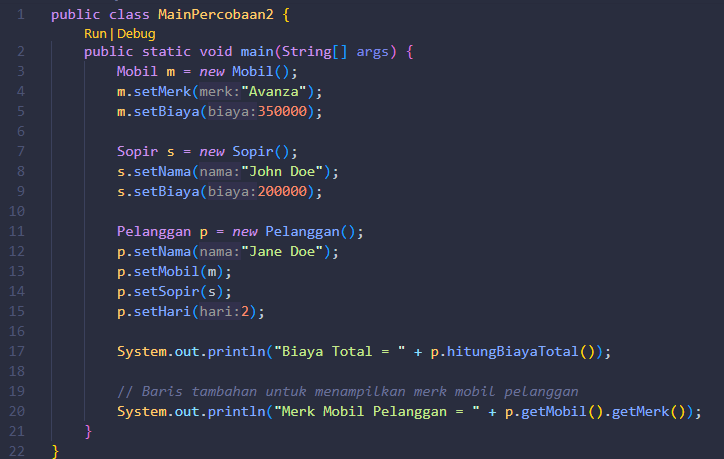 1 public class MainPercobaan2 {
Run | Debug
2 public static void main(String[] args) {
3 Mobil m = new Mobil();
4 m.setMerk(merk:"Avanza");
5 m.setBiaya(biaya:350000);
6
7 Sopir s = new Sopir();
8 s.setNama(nama:"John Doe");
9 s.setBiaya(biaya:200000);
10
11 Pelanggan p = new Pelanggan();
12 p.setNama(nama:"Jane Doe");
13 p.setMobil(m);
14 p.setSopir(s);
15 p.setHari(hari:2);
16
17 System.out.println("Biaya Total = " + p.hitungBiayaTotal());
18
19 // Baris tambahan untuk menampilkan merk mobil pelanggan
20 System.out.println("Merk Mobil Pelanggan = " + p.getMobil().getMerk());
21 }
22 }